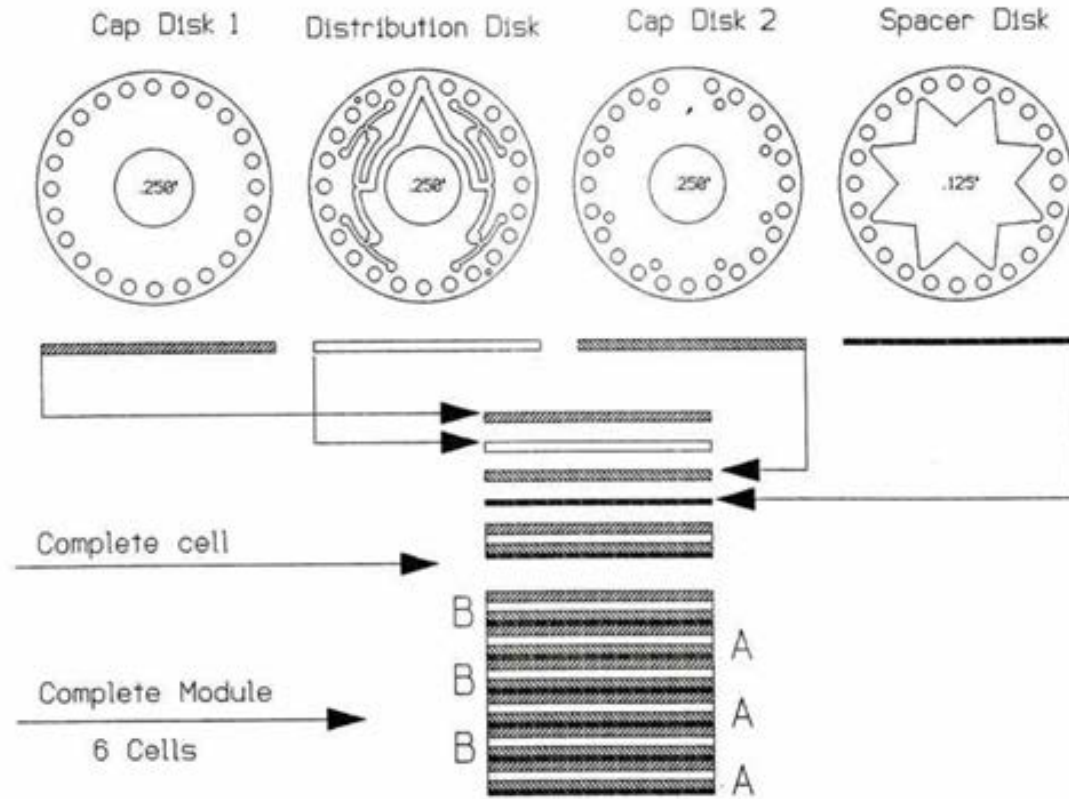 Cap Disk 1
Distribution Disk
Cap Disk 2
Spacer Disk
.250"
.250"
.250"
.125"
Complete cell
B
A
Complete Module
B
A
6 Cells
B
A